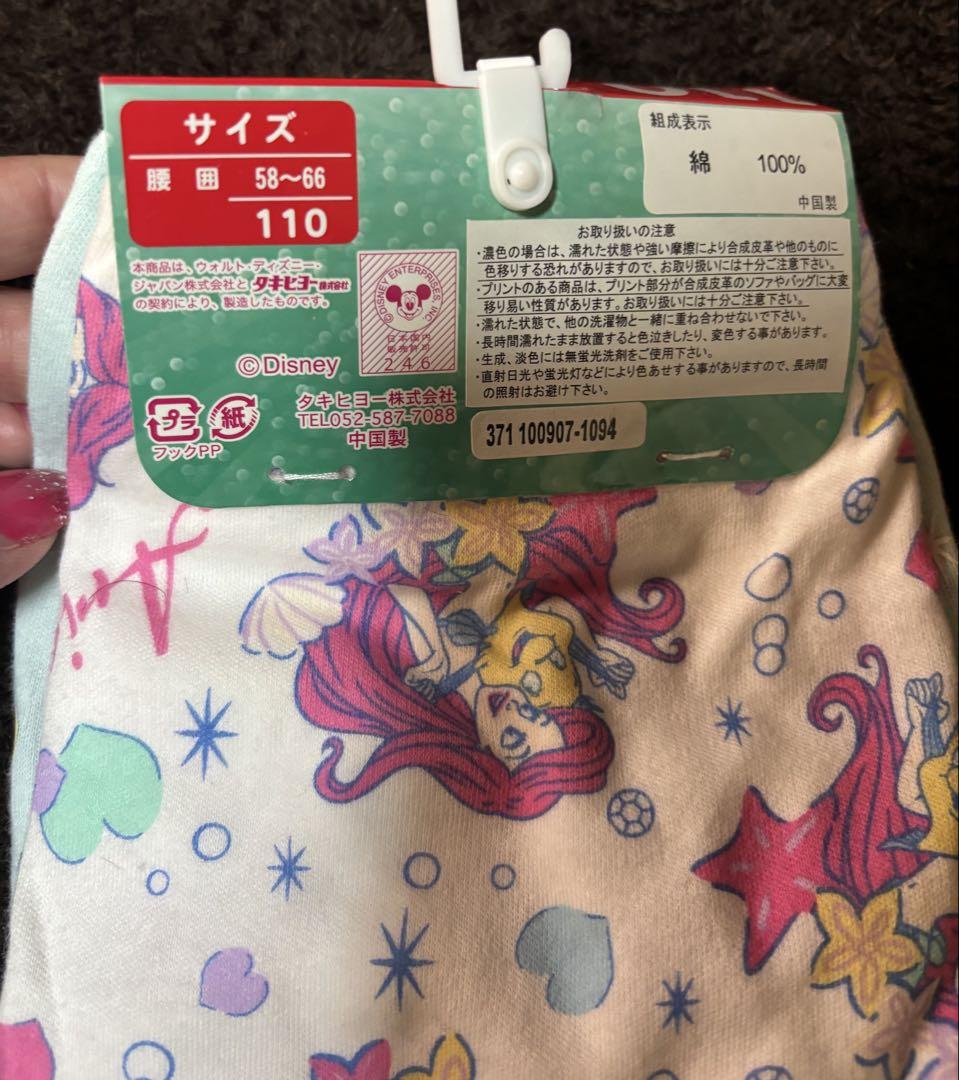 サイズ
腰囲 58～66
110
本商品は、ウォルト・ディズニー・
ジャパン株式会社と タキヒヨー株式会社
の契約により、製造したものです。
©DISNEY ENTERPRISES, INC.
日本国内
販売許可
246
©Disney
プラ 紙
フックPP
タキヒヨー株式会社
TEL052-587-7088
中国製
組成表示
綿 100%
中国製
お取り扱いの注意
・濃色の場合は、濡れた状態や強い摩擦により合成皮革や他のものに
色移りする恐れがありますので、お取り扱いには十分ご注意下さい。
・プリントのある商品は、プリント部分が合成皮革のソファやバッグに大変
移り易い性質があります。お取り扱いには十分ご注意下さい。
・濡れた状態で、他の洗濯物と一緒に重ね合わせないで下さい。
・長時間濡れたまま放置すると色泣きしたり、変色する事があります。
・生成、淡色には無蛍光洗剤をご使用下さい。
・直射日光や蛍光灯などにより色あせする事がありますので、長時間
の照射はお避け下さい。
371 100907-1094
Ariel